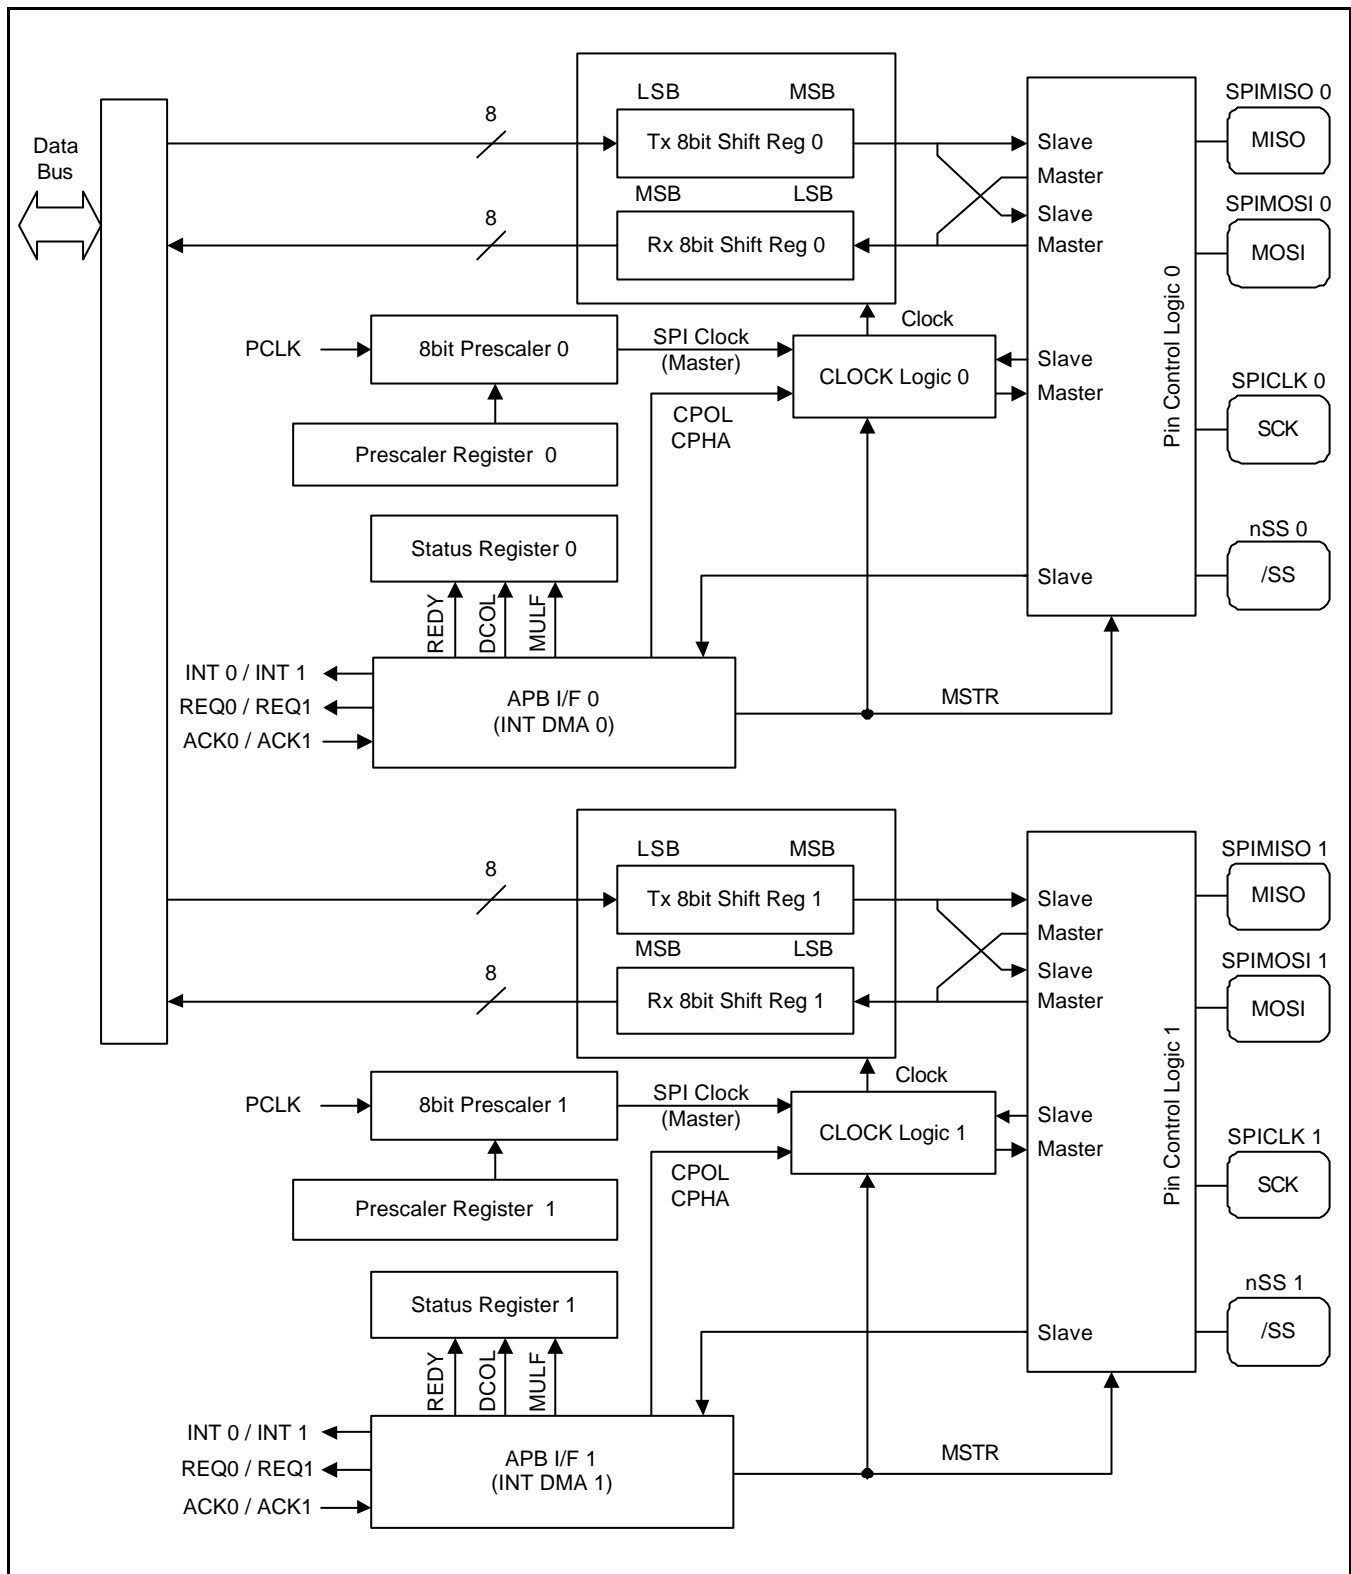 Data
Bus
8
LSB MSB
Tx 8bit Shift Reg 0
MSB LSB
8
Rx 8bit Shift Reg 0
Slave
Master
Slave
Master
SPIMISO 0
MISO
SPIMOSI 0
MOSI
Pin Control Logic 0
PCLK
8bit Prescaler 0
SPI Clock
(Master)
Clock
CLOCK Logic 0
Slave
Master
CPOL
CPHA
Prescaler Register 0
SPICLK 0
SCK
Status Register 0
nSS 0
/SS
Slave
REDY
DCOL
MULF
INT 0 / INT 1
REQ0 / REQ1
ACK0 / ACK1
APB I/F 0
(INT DMA 0)
MSTR
8
LSB MSB
Tx 8bit Shift Reg 1
MSB LSB
8
Rx 8bit Shift Reg 1
Slave
Master
Slave
Master
SPIMISO 1
MISO
SPIMOSI 1
MOSI
Pin Control Logic 1
PCLK
8bit Prescaler 1
SPI Clock
(Master)
Clock
CLOCK Logic 1
Slave
Master
CPOL
CPHA
Prescaler Register 1
SPICLK 1
SCK
Status Register 1
nSS 1
/SS
Slave
REDY
DCOL
MULF
INT 0 / INT 1
REQ0 / REQ1
ACK0 / ACK1
APB I/F 1
(INT DMA 1)
MSTR